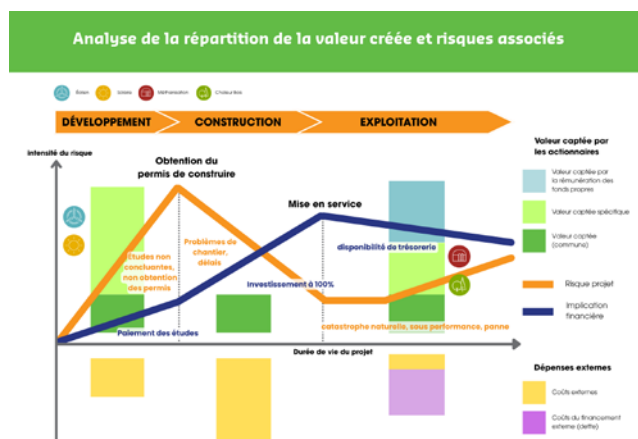 Analyse de la répartition de la valeur créée et risques associés
Éolien
Solaire
Méthanisation
Chaleur Bois
DÉVELOPPEMENT
CONSTRUCTION
EXPLOITATION
Intensité du risque
Obtention du
permis de construire
Mise en service
Problèmes de
chantier,
délais
Études non
concluantes,
non obtention
des permis
disponibilité de trésorerie
Investissement à 100%
Paiement des études
catastrophe naturelle, sous performance, panne
Durée de vie du projet
Valeur captée par
les actionnaires
Valeur captée par
la rémunération des
fonds propres
Valeur captée spécifique
Valeur captée
(commune)
Risque projet
Implication
financière
Dépenses externes
Coûts externes
Coûts du financement
externe (dette)